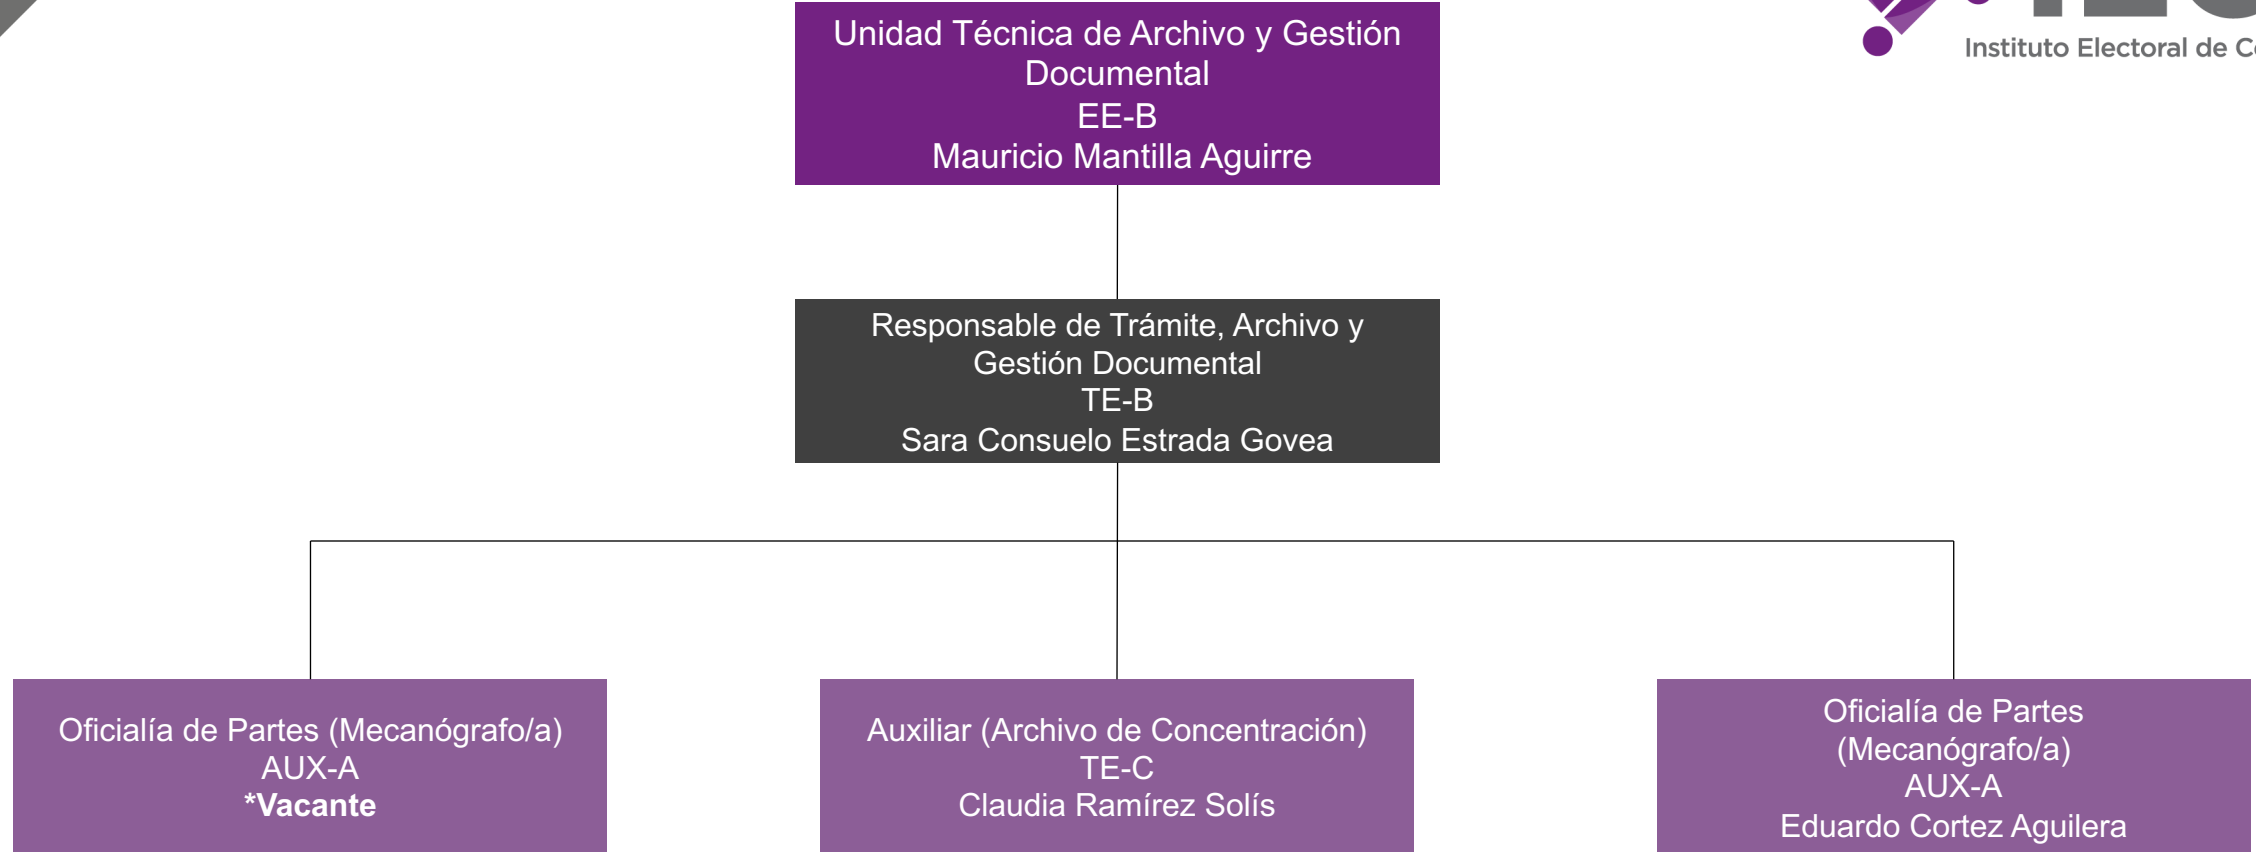 Unidad Técnica de Archivo y Gestión
Documental
EE-B
Mauricio Mantilla Aguirre
Instituto Electoral de
Responsable de Trámite, Archivo y
Gestión Documental
TE-B
Sara Consuelo Estrada Govea
Oficialía de Partes (Mecanógrafo/a)
AUX-A
*Vacante
Auxiliar (Archivo de Concentración)
TE-C
Claudia Ramírez Solís
Oficialía de Partes
(Mecanógrafo/a)
AUX-A
Eduardo Cortez Aguilera